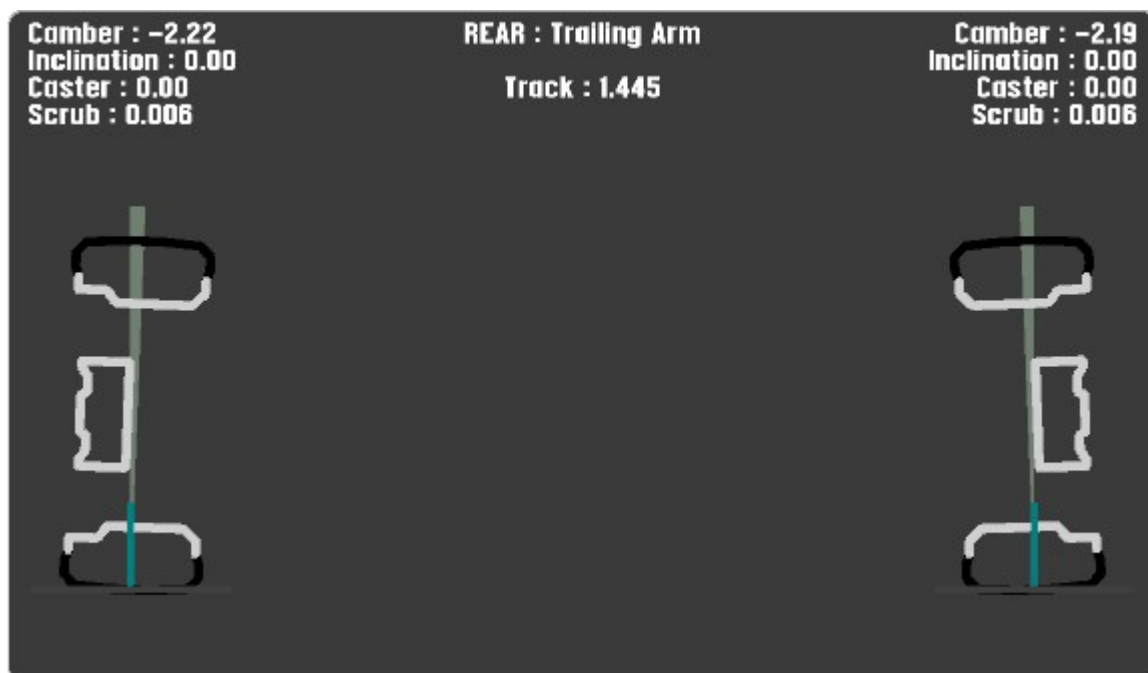 Camber : -2.22
Inclination : 0.00
Caster : 0.00
Scrub : 0.006
REAR : Trailing Arm
Track : 1.445
Camber : -2.19
Inclination : 0.00
Caster : 0.00
Scrub : 0.006